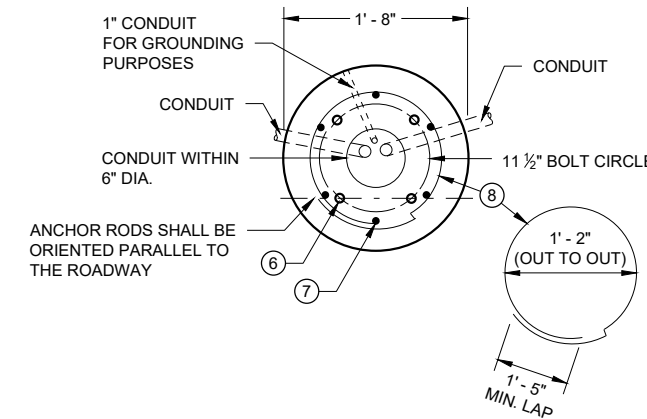 1" CONDUIT
FOR GROUNDING
PURPOSES
1' - 8"
CONDUIT
CONDUIT
CONDUIT WITHIN
6" DIA.
11 ½" BOLT CIRCLE
8
ANCHOR RODS SHALL BE
ORIENTED PARALLEL TO
THE ROADWAY
6
7
1' - 2"
(OUT TO OUT)
1' - 5"
MIN. LAP